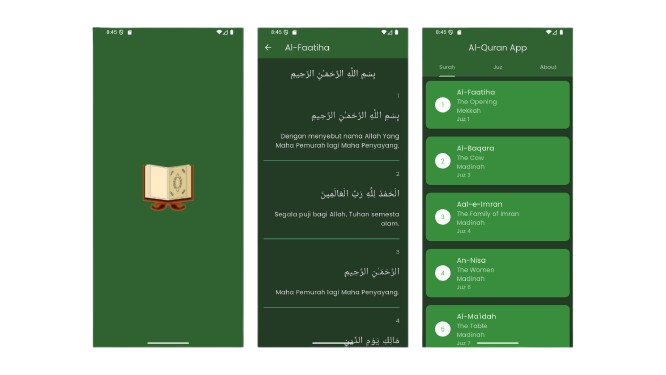 8:45
8:45
Al-Faatiha
بِسْمِ اللَّهِ الرَّحْمَـٰنِ الرَّحِيمِ
1
بِسْمِ اللَّهِ الرَّحْمَـٰنِ الرَّحِيمِ
Dengan menyebut nama Allah Yang
Maha Pemurah lagi Maha Penyayang.
2
الْحَمْدُ لِلَّهِ رَبِّ الْعَالَمِينَ
Segala puji bagi Allah, Tuhan semesta
alam.
3
الرَّحْمَـٰنِ الرَّحِيمِ
Maha Pemurah lagi Maha Penyayang.
4
مَالِكِ يَوْمِ الدِّينِ
8:45
Al-Quran App
Surah Juz About
1
Al-Faatiha
The Opening
Mekkah
Juz 1
2
Al-Baqara
The Cow
Madinah
Juz 3
3
Aal-e-Imran
The Family of Imran
Madinah
Juz 4
4
An-Nisa
The Women
Madinah
Juz 6
5
Al-Ma'idah
The Table
Madinah
Juz 7